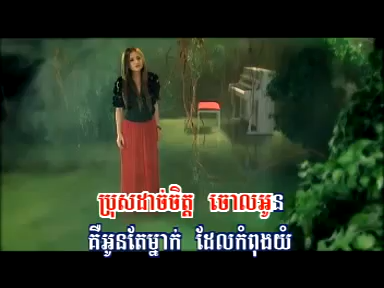 ប្រុសដាច់ចិត្ត ចោលអូន
គឺអូនតែម្នាក់ ដែលកំពុងយំ